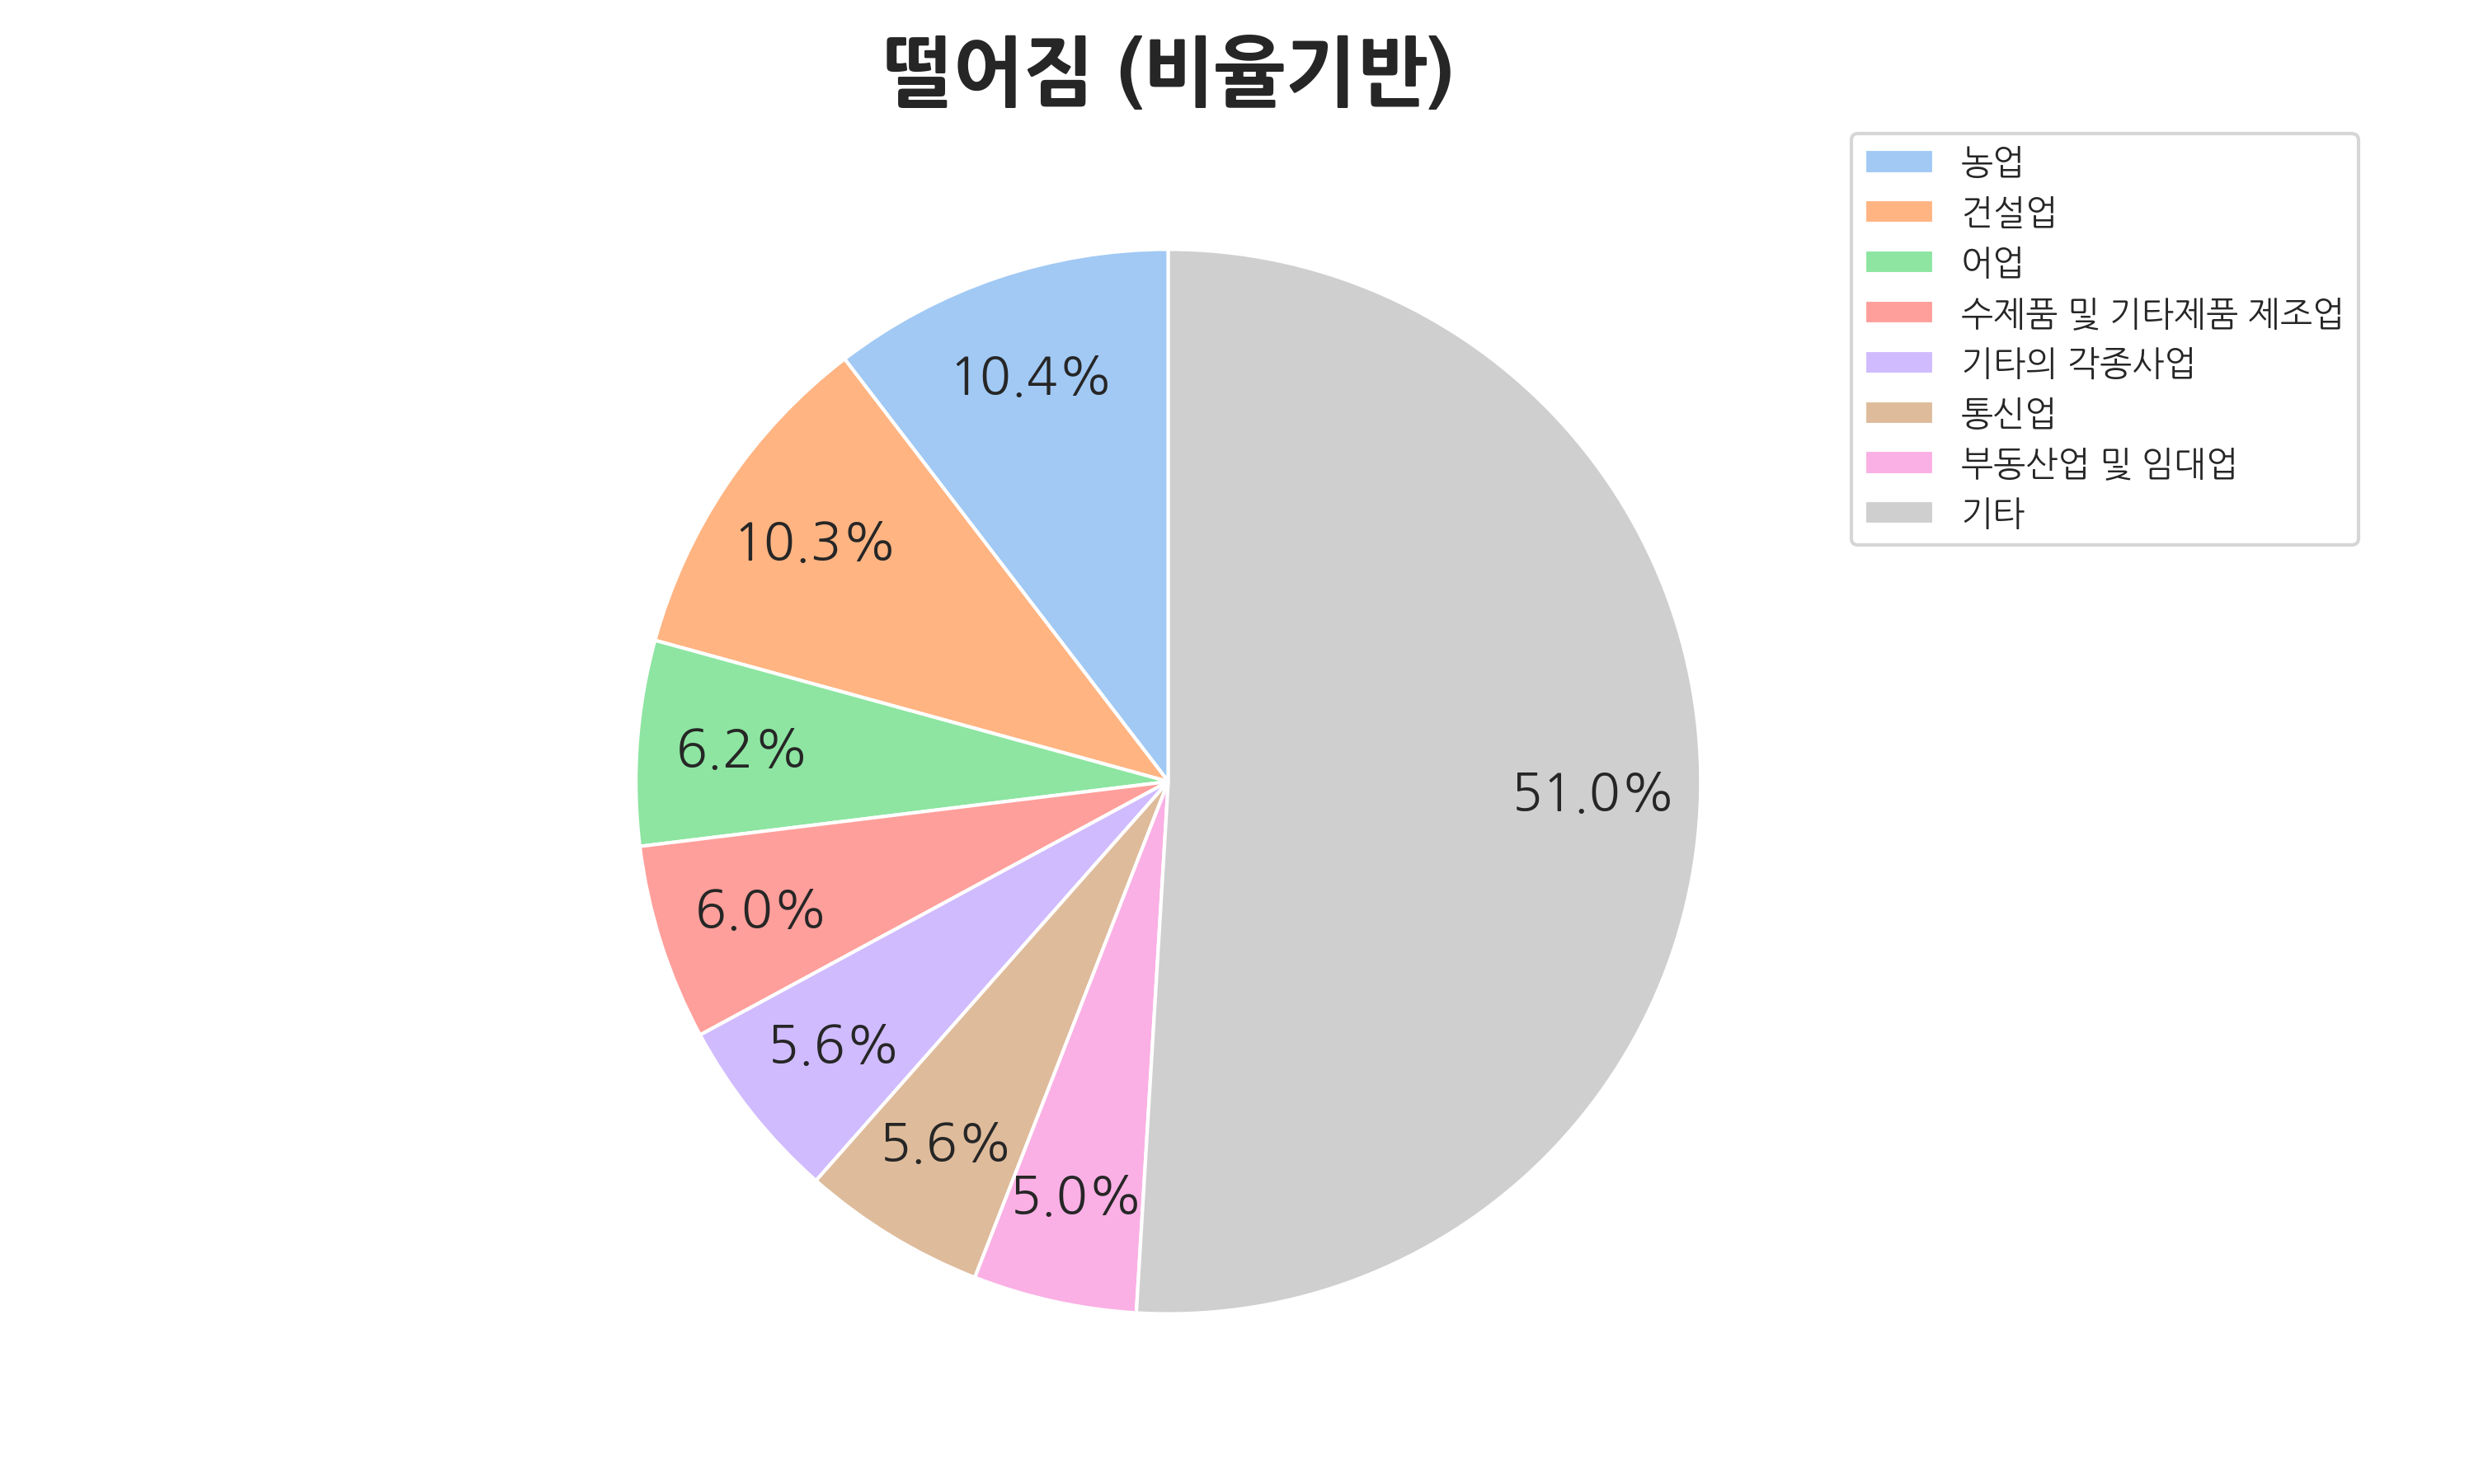 떨어짐 (비율기반)
농업
건설업
어업
수제품 및 기타제품 제조업
기타의 각종사업
통신업
부동산업 및 임대업
기타
10.4%
10.3%
6.2%
51.0%
6.0%
5.6%
5.6%
5.0%